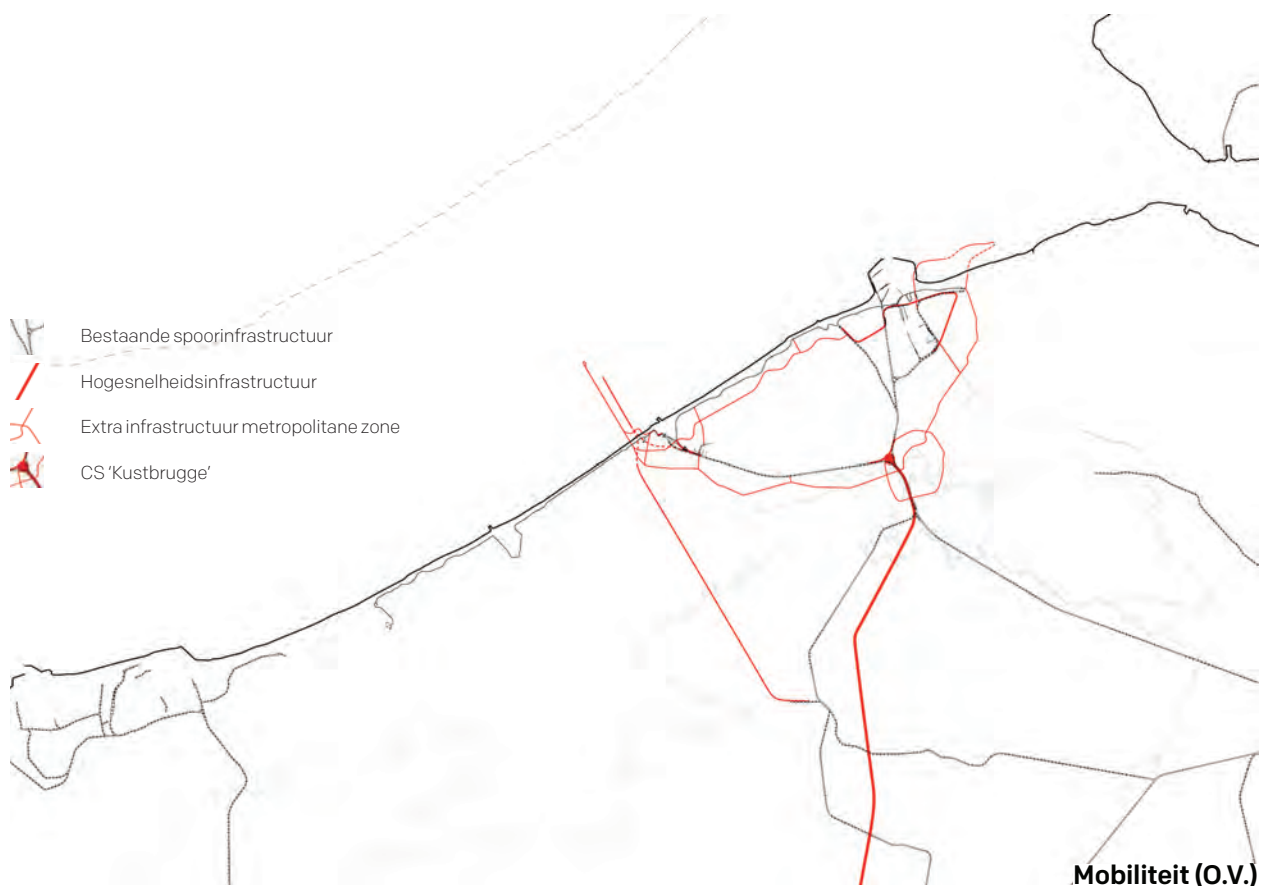 Bestaande spoorinfrastructuur
Hogesnelheidsinfrastructuur
Extra infrastructuur metropolitane zone
CS 'Kustbrugge'
Mobiliteit (O.V.)